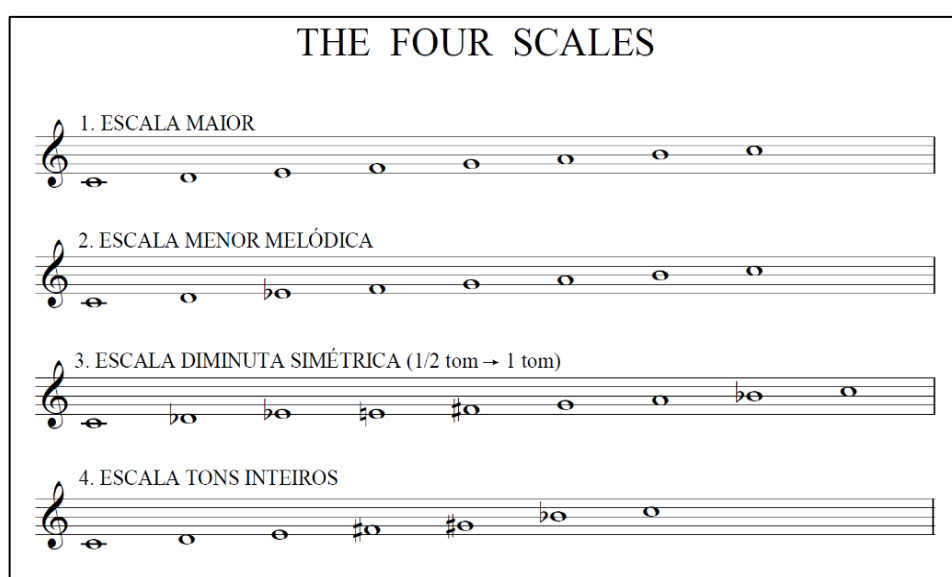 THE FOUR SCALES
1. ESCALA MAIOR
2. ESCALA MENOR MELÓDICA
3. ESCALA DIMINUTA SIMÉTRICA (1/2 tom → 1 tom)
4. ESCALA TONS INTEIROS